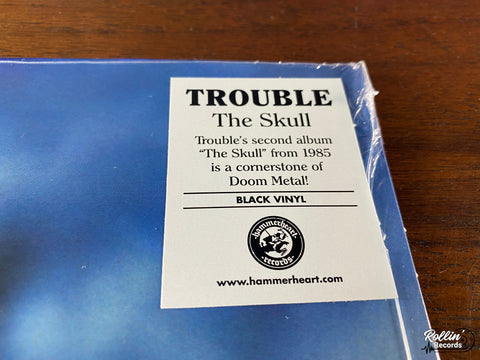 TROUBLE
The Skull
Trouble's second album
"The Skull" from 1985
is a cornerstone of
Doom Metal!
BLACK VINYL
hammerheart
records
www.hammerheart.com
Rollin'
Records